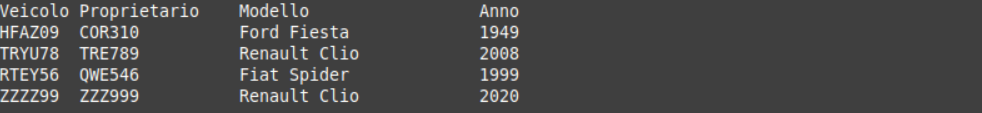 Veicolo Proprietario    Modello                 Anno
HFAZ09  COR310          Ford Fiesta             1949
TRYU78  TRE789          Renault Clio            2008
RTEY56  QWE546          Fiat Spider             1999
ZZZZ99  ZZZ999          Renault Clio            2020